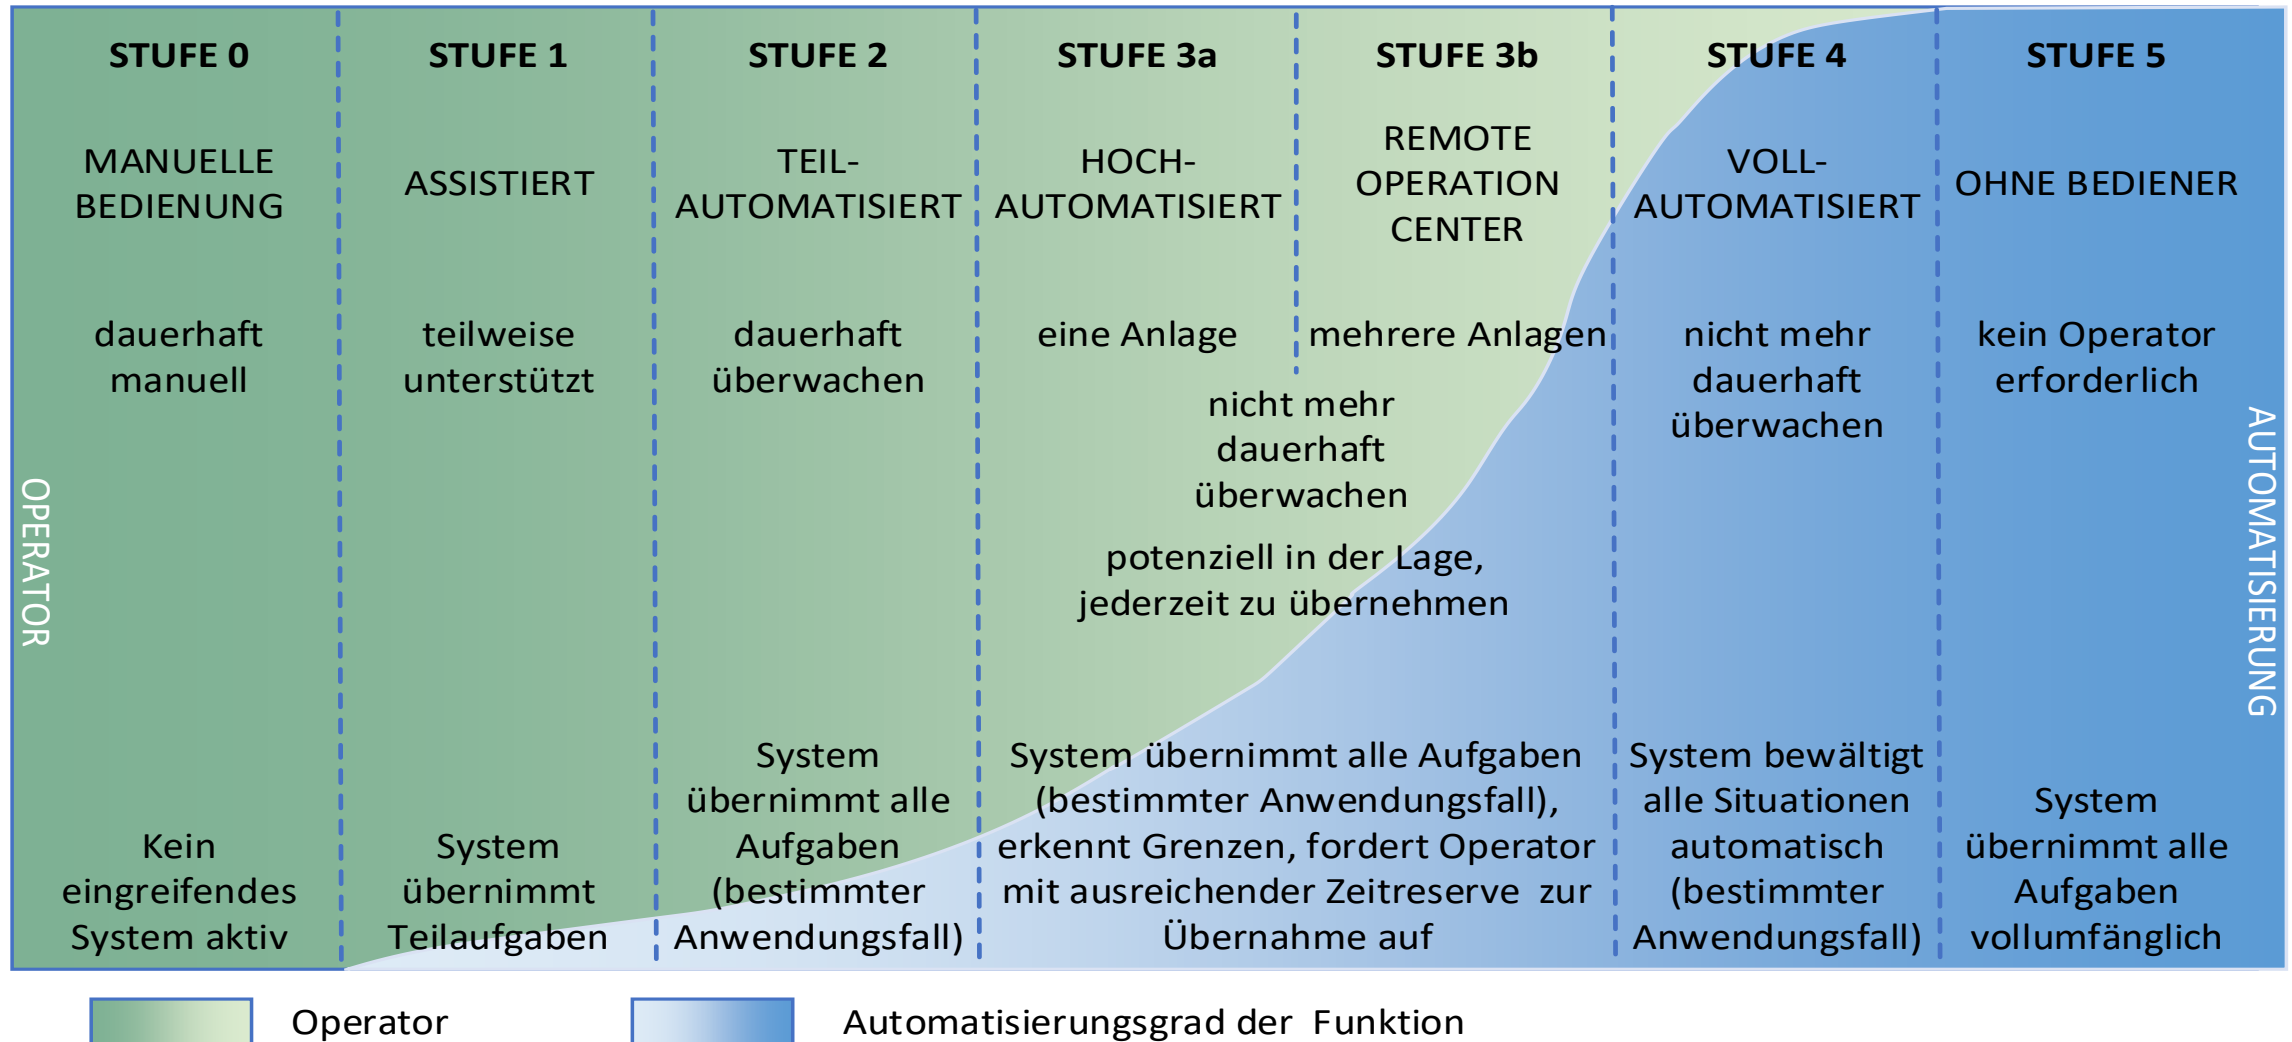 STUFE 0
MANUELLE
BEDIENUNG
dauerhaft
manuell
Kein
eingreifendes
System aktiv
STUFE 1
ASSISTIERT
teilweise
unterstützt
System
übernimmt
Teilaufgaben
STUFE 2
TEIL-
AUTOMATISIERT
dauerhaft
überwachen
System
übernimmt alle
Aufgaben
(bestimmter
Anwendungsfall)
STUFE 3a
HOCH-
AUTOMATISIERT
eine Anlage
STUFE 3b
REMOTE
OPERATION
CENTER
mehrere Anlagen
nicht mehr
dauerhaft
überwachen
potenziell in der Lage,
jederzeit zu übernehmen
System übernimmt alle Aufgaben
(bestimmter Anwendungsfall),
erkennt Grenzen, fordert Operator
mit ausreichender Zeitreserve zur
Übernahme auf
STUFE 4
VOLL-
AUTOMATISIERT
nicht mehr
dauerhaft
überwachen
System bewältigt
alle Situationen
automatisch
(bestimmter
Anwendungsfall)
STUFE 5
OHNE BEDIENER
kein Operator
erforderlich
System
übernimmt alle
Aufgaben
vollumfänglich
OPERATOR
AUTOMATISIERUNG
Operator
Automatisierungsgrad der Funktion